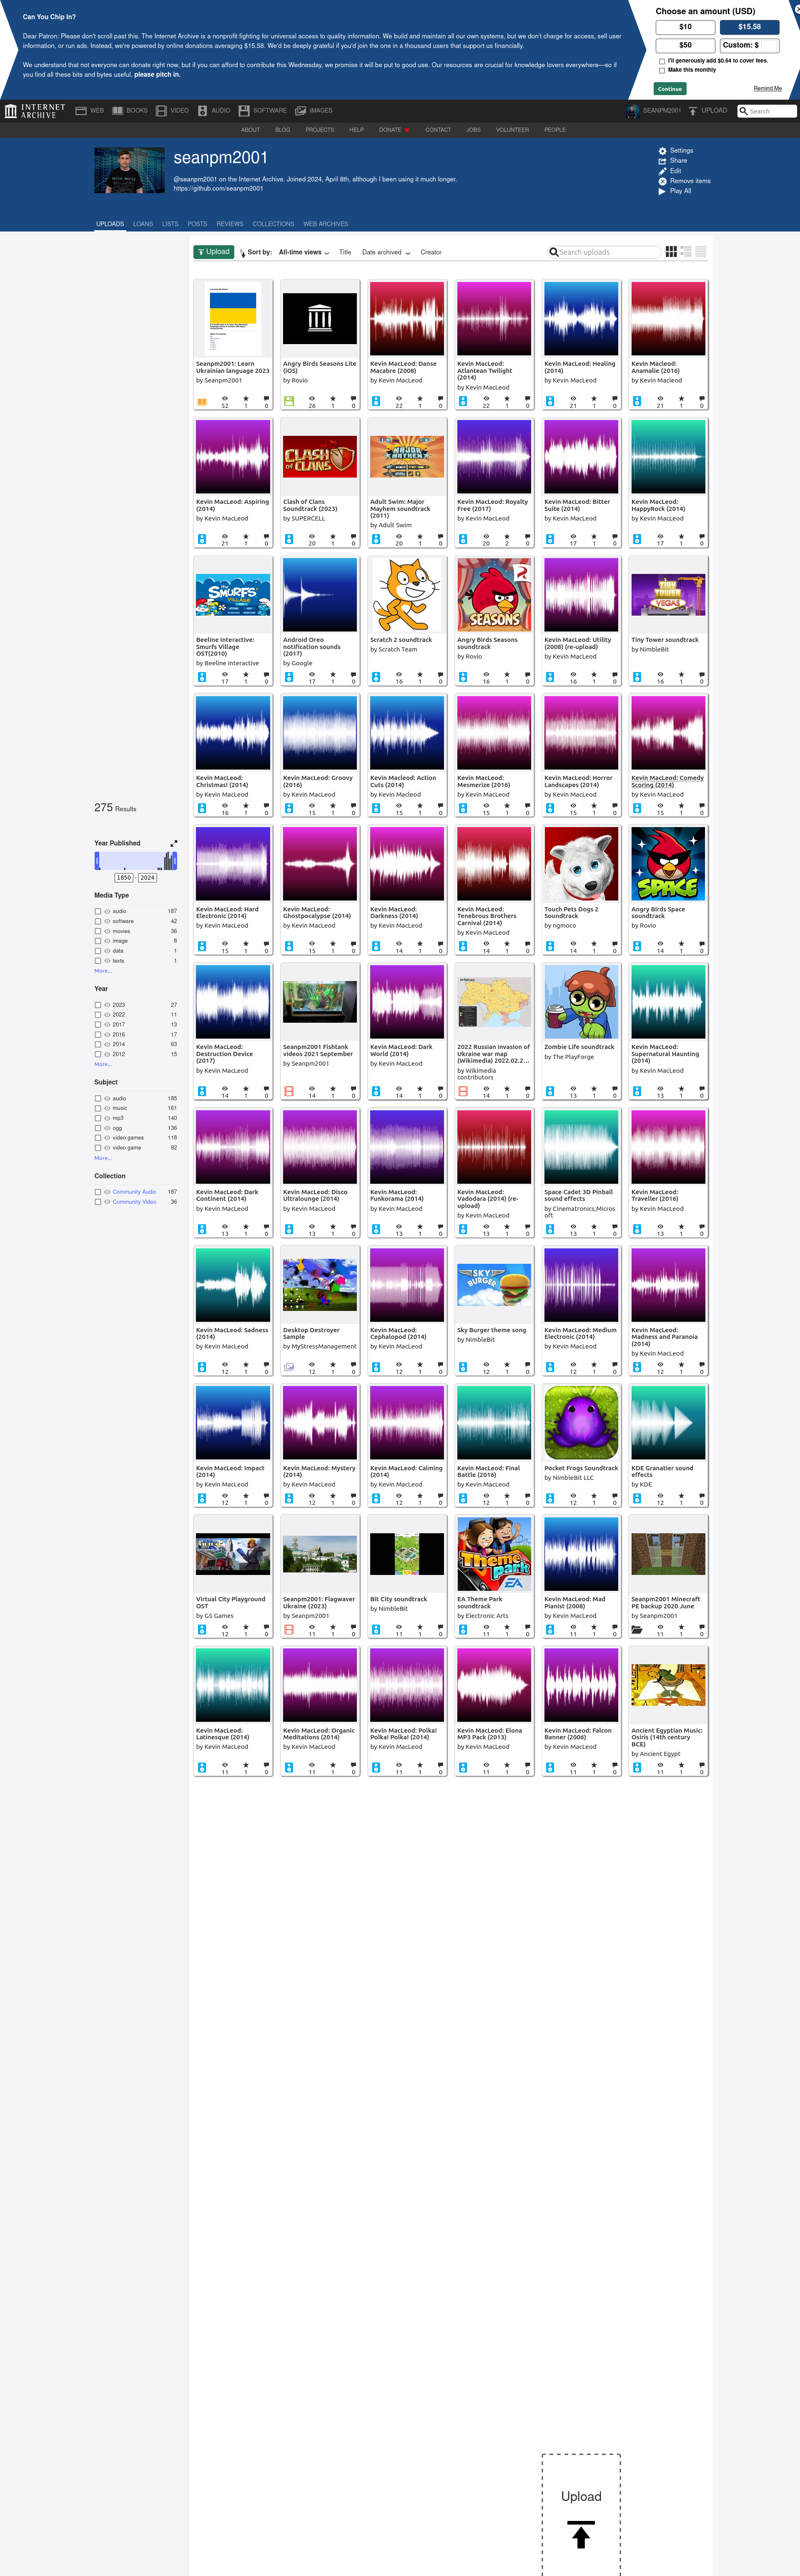 Can You Chip In?
Dear Patron: Please don't scroll past this. The Internet Archive is a nonprofit fighting for universal access to quality information. We build and maintain all our own systems, but we don't charge for access, sell user
information, or run ads. Instead, we're powered by online donations averaging $15.58. We'd be deeply grateful if you'd join the one in a thousand users that support us financially.
We understand that not everyone can donate right now, but if you can afford to contribute this Wednesday, we promise it will be put to good use. Our resources are crucial for knowledge lovers everywhere—so if
you find all these bits and bytes useful, please pitch in.
Choose an amount (USD)
$10 $15.58
$50 Custom: $
I'll generously add $0.64 to cover fees.
Make this monthly
Continue Remind Me
INTERNET ARCHIVE WEB BOOKS VIDEO AUDIO SOFTWARE IMAGES SEANPM2001 UPLOAD Search
ABOUT BLOG PROJECTS HELP DONATE CONTACT JOBS VOLUNTEER PEOPLE
seanpm2001
@seanpm2001 on the Internet Archive. Joined 2024, April 8th, although I been using it much longer.
https://github.com/seanpm2001
Settings
Share
Edit
Remove items
Play All
UPLOADS LOANS LISTS POSTS REVIEWS COLLECTIONS WEB ARCHIVES
Upload Sort by: All-time views Title Date archived Creator Search uploads
275 Results
Year Published
1850 - 2024
Media Type
audio 187
software 42
movies 36
image 8
data 1
texts 1
More...
Year
2023 27
2022 11
2017 13
2016 17
2014 63
2012 15
More...
Subject
audio 185
music 161
mp3 140
ogg 136
video games 118
video game 92
More...
Collection
Community Audio 187
Community Video 36
Seanpm2001: Learn
Ukrainian language 2023
by Seanpm2001
52 1 0
Angry Birds Seasons Lite
(iOS)
by Rovio
26 1 0
Kevin MacLeod: Danse
Macabre (2008)
by Kevin MacLeod
22 1 0
Kevin MacLeod:
Atlantean Twilight
(2014)
by Kevin MacLeod
22 1 0
Kevin MacLeod: Healing
(2014)
by Kevin MacLeod
21 1 0
Kevin Macleod:
Anamalie (2016)
by Kevin Macleod
21 1 0
Kevin MacLeod: Aspiring
(2014)
by Kevin MacLeod
21 1 0
CLASH OF CLANS
Clash of Clans
Soundtrack (2023)
by SUPERCELL
20 1 0
MAJOR MAYHEM
Adult Swim: Major
Mayhem soundtrack
(2011)
by Adult Swim
20 1 0
Kevin MacLeod: Royalty
Free (2017)
by Kevin MacLeod
20 2 0
Kevin MacLeod: Bitter
Suite (2014)
by Kevin MacLeod
17 1 0
Kevin MacLeod:
HappyRock (2014)
by Kevin MacLeod
17 1 0
SMURFS' VILLAGE
Beeline Interactive:
Smurfs Village
OST(2010)
by Beeline Interactive
17 1 0
Android Oreo
notification sounds
(2017)
by Google
17 1 0
Scratch 2 soundtrack
by Scratch Team
16 1 0
SEASONS
Angry Birds Seasons
soundtrack
by Rovio
16 1 0
Kevin MacLeod: Utility
(2008) (re-upload)
by Kevin MacLeod
16 1 0
TINY TOWER VEGAS
Tiny Tower soundtrack
by NimbleBit
16 1 0
Kevin MacLeod:
Christmas! (2014)
by Kevin MacLeod
16 1 0
Kevin MacLeod: Groovy
(2016)
by Kevin MacLeod
15 1 0
Kevin Macleod: Action
Cuts (2014)
by Kevin Macleod
15 1 0
Kevin MacLeod:
Mesmerize (2016)
by Kevin MacLeod
15 1 0
Kevin MacLeod: Horror
Landscapes (2014)
by Kevin MacLeod
15 1 0
Kevin MacLeod: Comedy
Scoring (2014)
by Kevin MacLeod
15 1 0
Kevin MacLeod: Hard
Electronic (2014)
by Kevin MacLeod
15 1 0
Kevin MacLeod:
Ghostpocalypse (2014)
by Kevin MacLeod
15 1 0
Kevin MacLeod:
Darkness (2014)
by Kevin MacLeod
14 1 0
Kevin MacLeod:
Tenebrous Brothers
Carnival (2014)
by Kevin MacLeod
14 1 0
Touch Pets Dogs 2
Soundtrack
by ngmoco
14 1 0
SPACE
Angry Birds Space
soundtrack
by Rovio
14 1 0
Kevin MacLeod:
Destruction Device
(2017)
by Kevin MacLeod
14 1 0
Seanpm2001 Fishtank
videos 2021 September
by Seanpm2001
14 1 0
Kevin MacLeod: Dark
World (2014)
by Kevin MacLeod
14 1 0
2022 Russian invasion of
Ukraine war map
(Wikimedia) 2022.02.2...
by Wikimedia
contributors
14 1 0
Zombie Life soundtrack
by The PlayForge
13 1 0
Kevin MacLeod:
Supernatural Haunting
(2014)
by Kevin MacLeod
13 1 0
Kevin MacLeod: Dark
Continent (2014)
by Kevin MacLeod
13 1 0
Kevin MacLeod: Disco
Ultralounge (2014)
by Kevin MacLeod
13 1 0
Kevin MacLeod:
Funkorama (2014)
by Kevin MacLeod
13 1 0
Kevin MacLeod:
Vadodara (2014) (re-
upload)
by Kevin MacLeod
13 1 0
Space Cadet 3D Pinball
sound effects
by Cinematronics,Micros
oft
13 1 0
Kevin MacLeod:
Traveller (2016)
by Kevin MacLeod
13 1 0
Kevin MacLeod: Sadness
(2014)
by Kevin MacLeod
12 1 0
Desktop Destroyer
Sample
by MyStressManagement
12 1 0
Kevin MacLeod:
Cephalopod (2014)
by Kevin MacLeod
12 1 0
SKY BURGER
Sky Burger theme song
by NimbleBit
12 1 0
Kevin MacLeod: Medium
Electronic (2014)
by Kevin MacLeod
12 1 0
Kevin MacLeod:
Madness and Paranoia
(2014)
by Kevin MacLeod
12 1 0
Kevin MacLeod: Impact
(2014)
by Kevin MacLeod
12 1 0
Kevin MacLeod: Mystery
(2014)
by Kevin MacLeod
12 1 0
Kevin MacLeod: Calming
(2014)
by Kevin MacLeod
12 1 0
Kevin MacLeod: Final
Battle (2016)
by Kevin MacLeod
12 1 0
Pocket Frogs Soundtrack
by NimbleBit LLC
12 1 0
KDE Granatier sound
effects
by KDE
12 1 0
Virtual City Playground
OST
by G5 Games
12 1 0
Seanpm2001: Flagwaver
Ukraine (2023)
by Seanpm2001
11 1 0
Bit City soundtrack
by NimbleBit
11 1 0
Theme Park
EA
EA Theme Park
soundtrack
by Electronic Arts
11 1 0
Kevin MacLeod: Mad
Pianist (2008)
by Kevin MacLeod
11 1 0
Seanpm2001 Minecraft
PE backup 2020 June
by Seanpm2001
11 1 0
Kevin MacLeod:
Latinesque (2014)
by Kevin MacLeod
11 1 0
Kevin MacLeod: Organic
Meditations (2014)
by Kevin MacLeod
11 1 0
Kevin MacLeod: Polka!
Polka! Polka! (2014)
by Kevin MacLeod
11 1 0
Kevin MacLeod: Elona
MP3 Pack (2013)
by Kevin MacLeod
11 1 0
Kevin MacLeod: Falcon
Banner (2006)
by Kevin MacLeod
11 1 0
Ancient Egyptian Music:
Osiris (14th century
BCE)
by Ancient Egypt
11 1 0
Upload